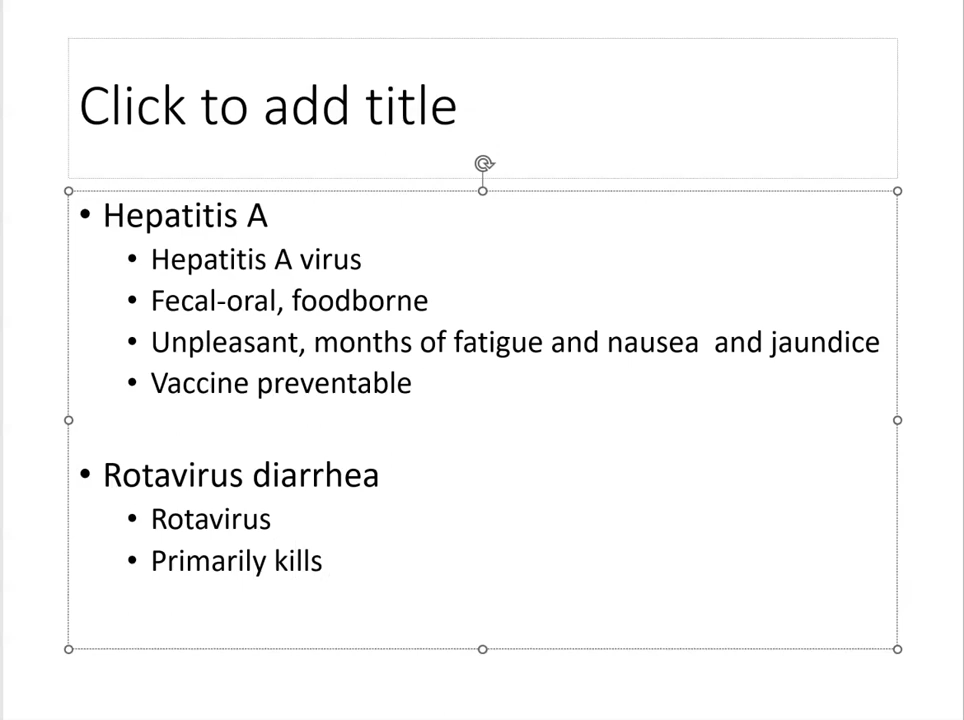 Click to add title
• Hepatitis A
• Hepatitis A virus
• Fecal-oral, foodborne
• Unpleasant, months of fatigue and nausea  and jaundice
• Vaccine preventable
• Rotavirus diarrhea
• Rotavirus
• Primarily kills